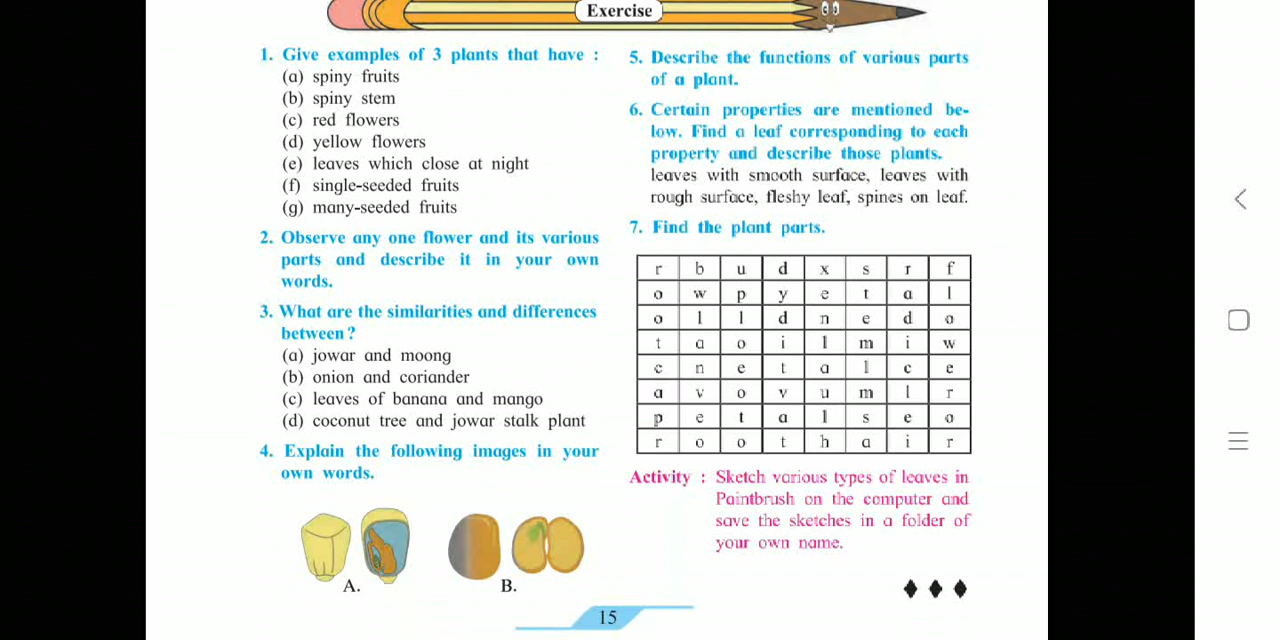 Exercise
1. Give examples of 3 plants that have :
(a) spiny fruits
(b) spiny stem
(c) red flowers
(d) yellow flowers
(e) leaves which close at night
(f) single-seeded fruits
(g) many-seeded fruits
2. Observe any one flower and its various
parts and describe it in your own
words.
3. What are the similarities and differences
between ?
(a) jowar and moong
(b) onion and coriander
(c) leaves of banana and mango
(d) coconut tree and jowar stalk plant
4. Explain the following images in your
own words.
A. B.
5. Describe the functions of various parts
of a plant.
6. Certain properties are mentioned be-
low. Find a leaf corresponding to each
property and describe those plants.
leaves with smooth surface, leaves with
rough surface, fleshy leaf, spines on leaf.
7. Find the plant parts.
r b u d x s r f
o w p y e t a l
o l l d n e d o
t a o i l m i w
c n e t a l c e
a v o v u m l r
p e t a l s e o
r o o t h a i r
Activity : Sketch various types of leaves in
Paintbrush on the computer and
save the sketches in a folder of
your own name.
15